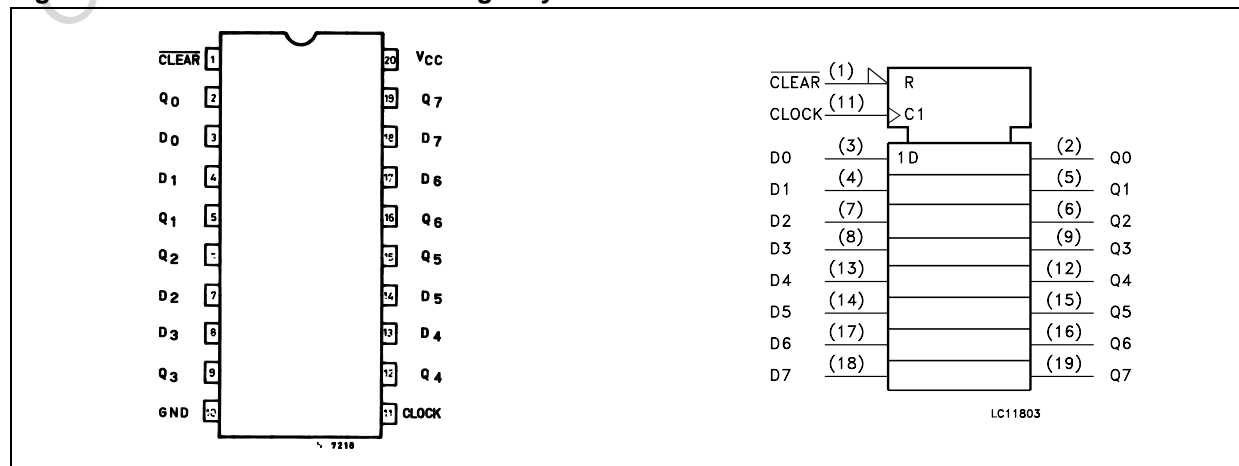 CLEAR 1 20 VCC
Q0 2 19 Q7
D0 3 18 D7
D1 4 17 D6
Q1 5 16 Q6
Q2 15 Q5
D2 7 14 D5
D3 8 13 D4
Q3 9 12 Q4
GND 10 11 CLOCK
7218
CLEAR (1) R
CLOCK (11) C1
D0 (3) 1D (2) Q0
D1 (4) (5) Q1
D2 (7) (6) Q2
D3 (8) (9) Q3
D4 (13) (12) Q4
D5 (14) (15) Q5
D6 (17) (16) Q6
D7 (18) (19) Q7
LC11803